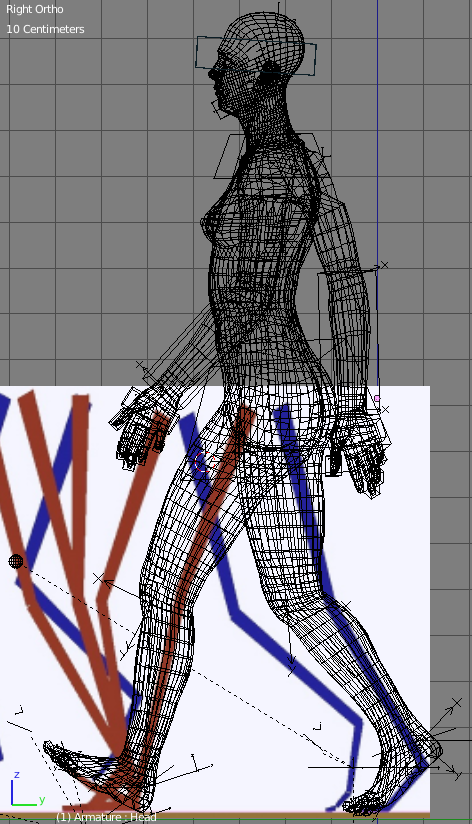 Right Ortho
10 Centimeters
X
X
X
X
X
Y
z
y
(1) Armature : Head